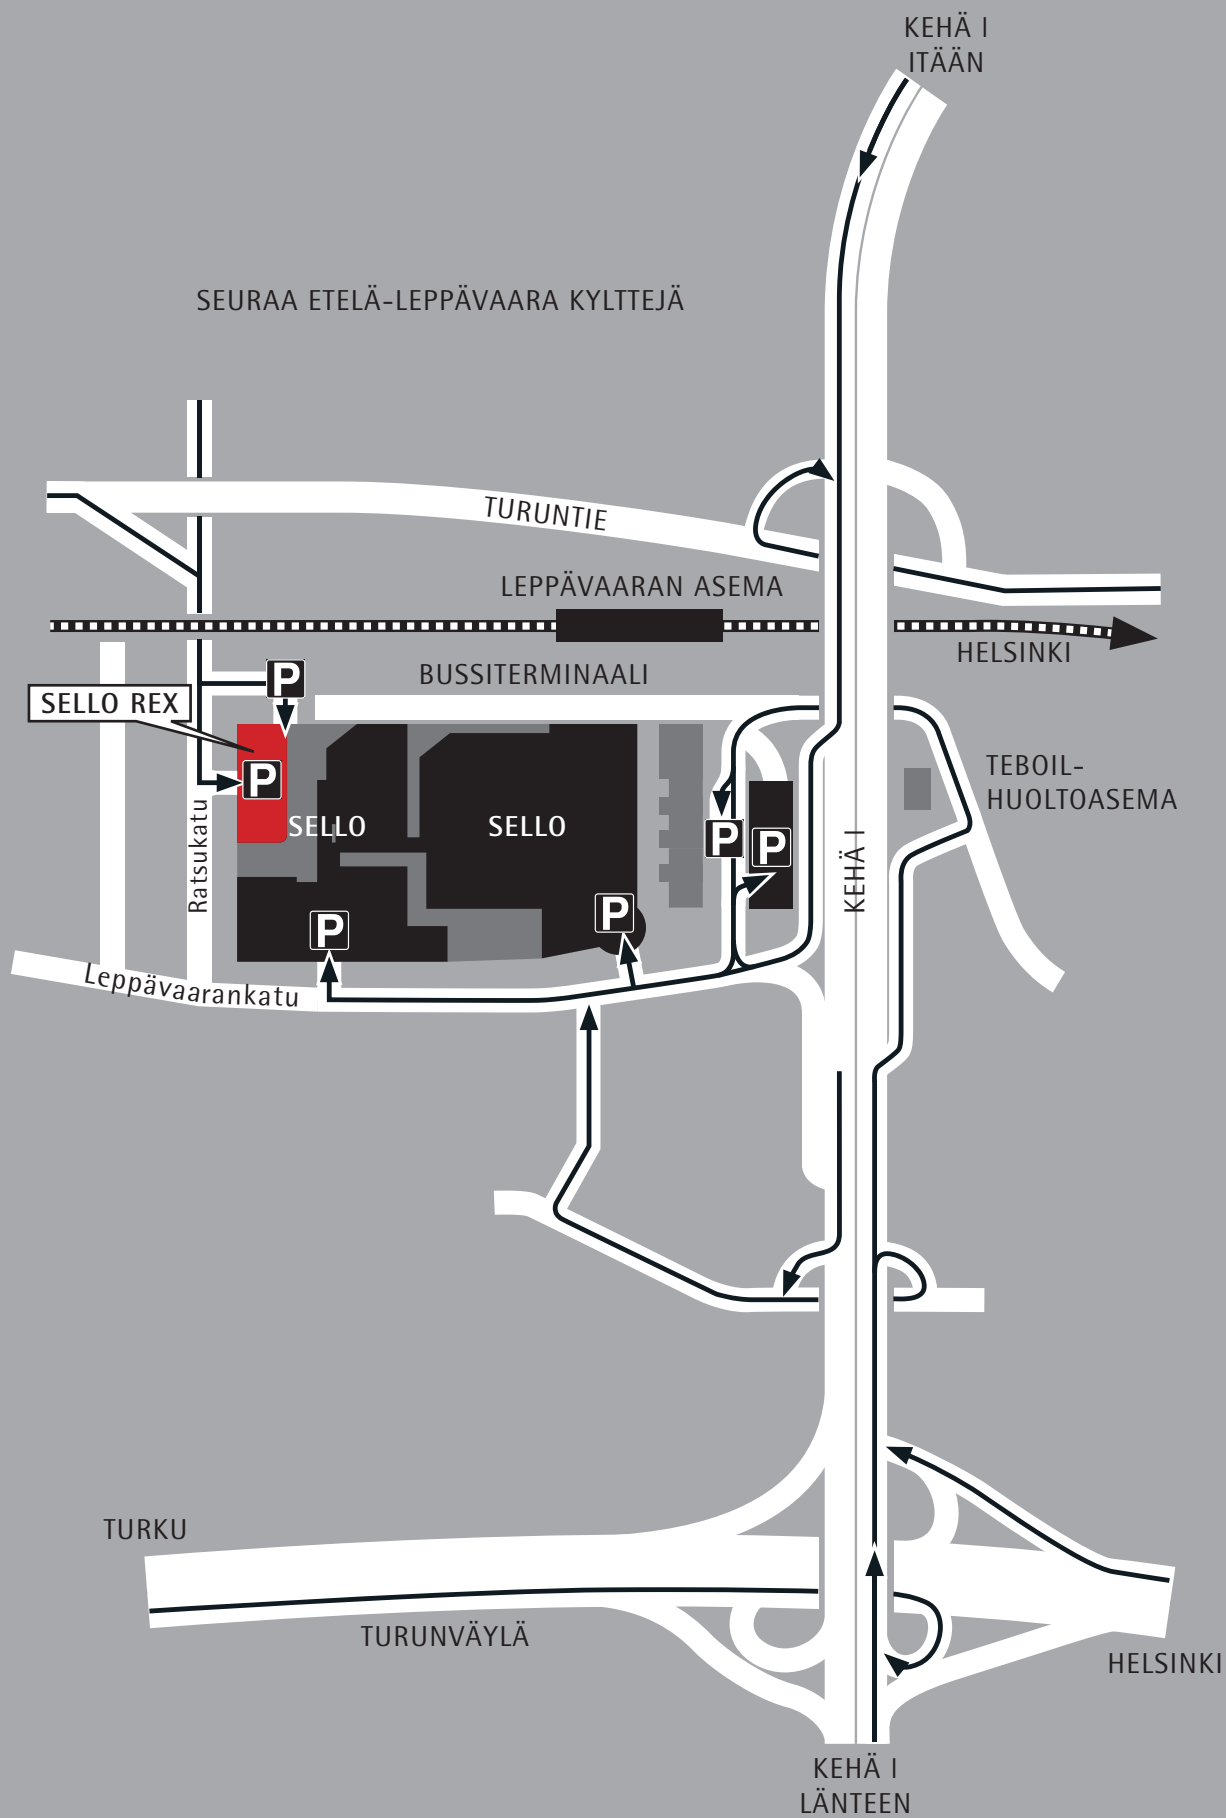 KEHÄ I
ITÄÄN
SEURAA ETELÄ-LEPPÄVAARA KYLTTEJÄ
TURUNTIE
LEPPÄVAARAN ASEMA
HELSINKI
BUSSITERMINAALI
P
SELLO REX
TEBOIL-
HUOLTOASEMA
P
SELLO
SELLO
P
P
KEHÄ I
Ratsukatu
P
P
Leppävaarankatu
TURKU
TURUNVÄYLÄ
HELSINKI
KEHÄ I
LÄNTEEN